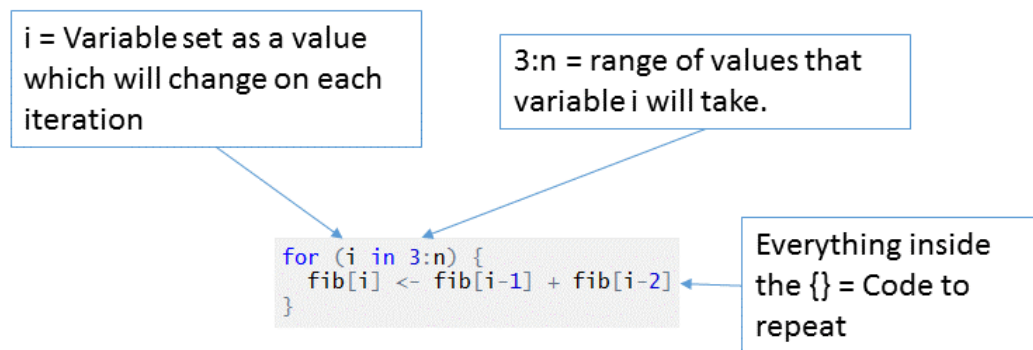 i = Variable set as a value
which will change on each
iteration
3:n = range of values that
variable i will take.
for (i in 3:n) {
  fib[i] <- fib[i-1] + fib[i-2]
}
Everything inside
the {} = Code to
repeat